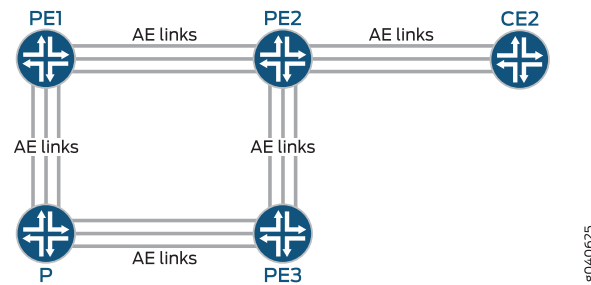 PE1
PE2
CE2
AE links
AE links
AE links
AE links
AE links
P
PE3
g040625